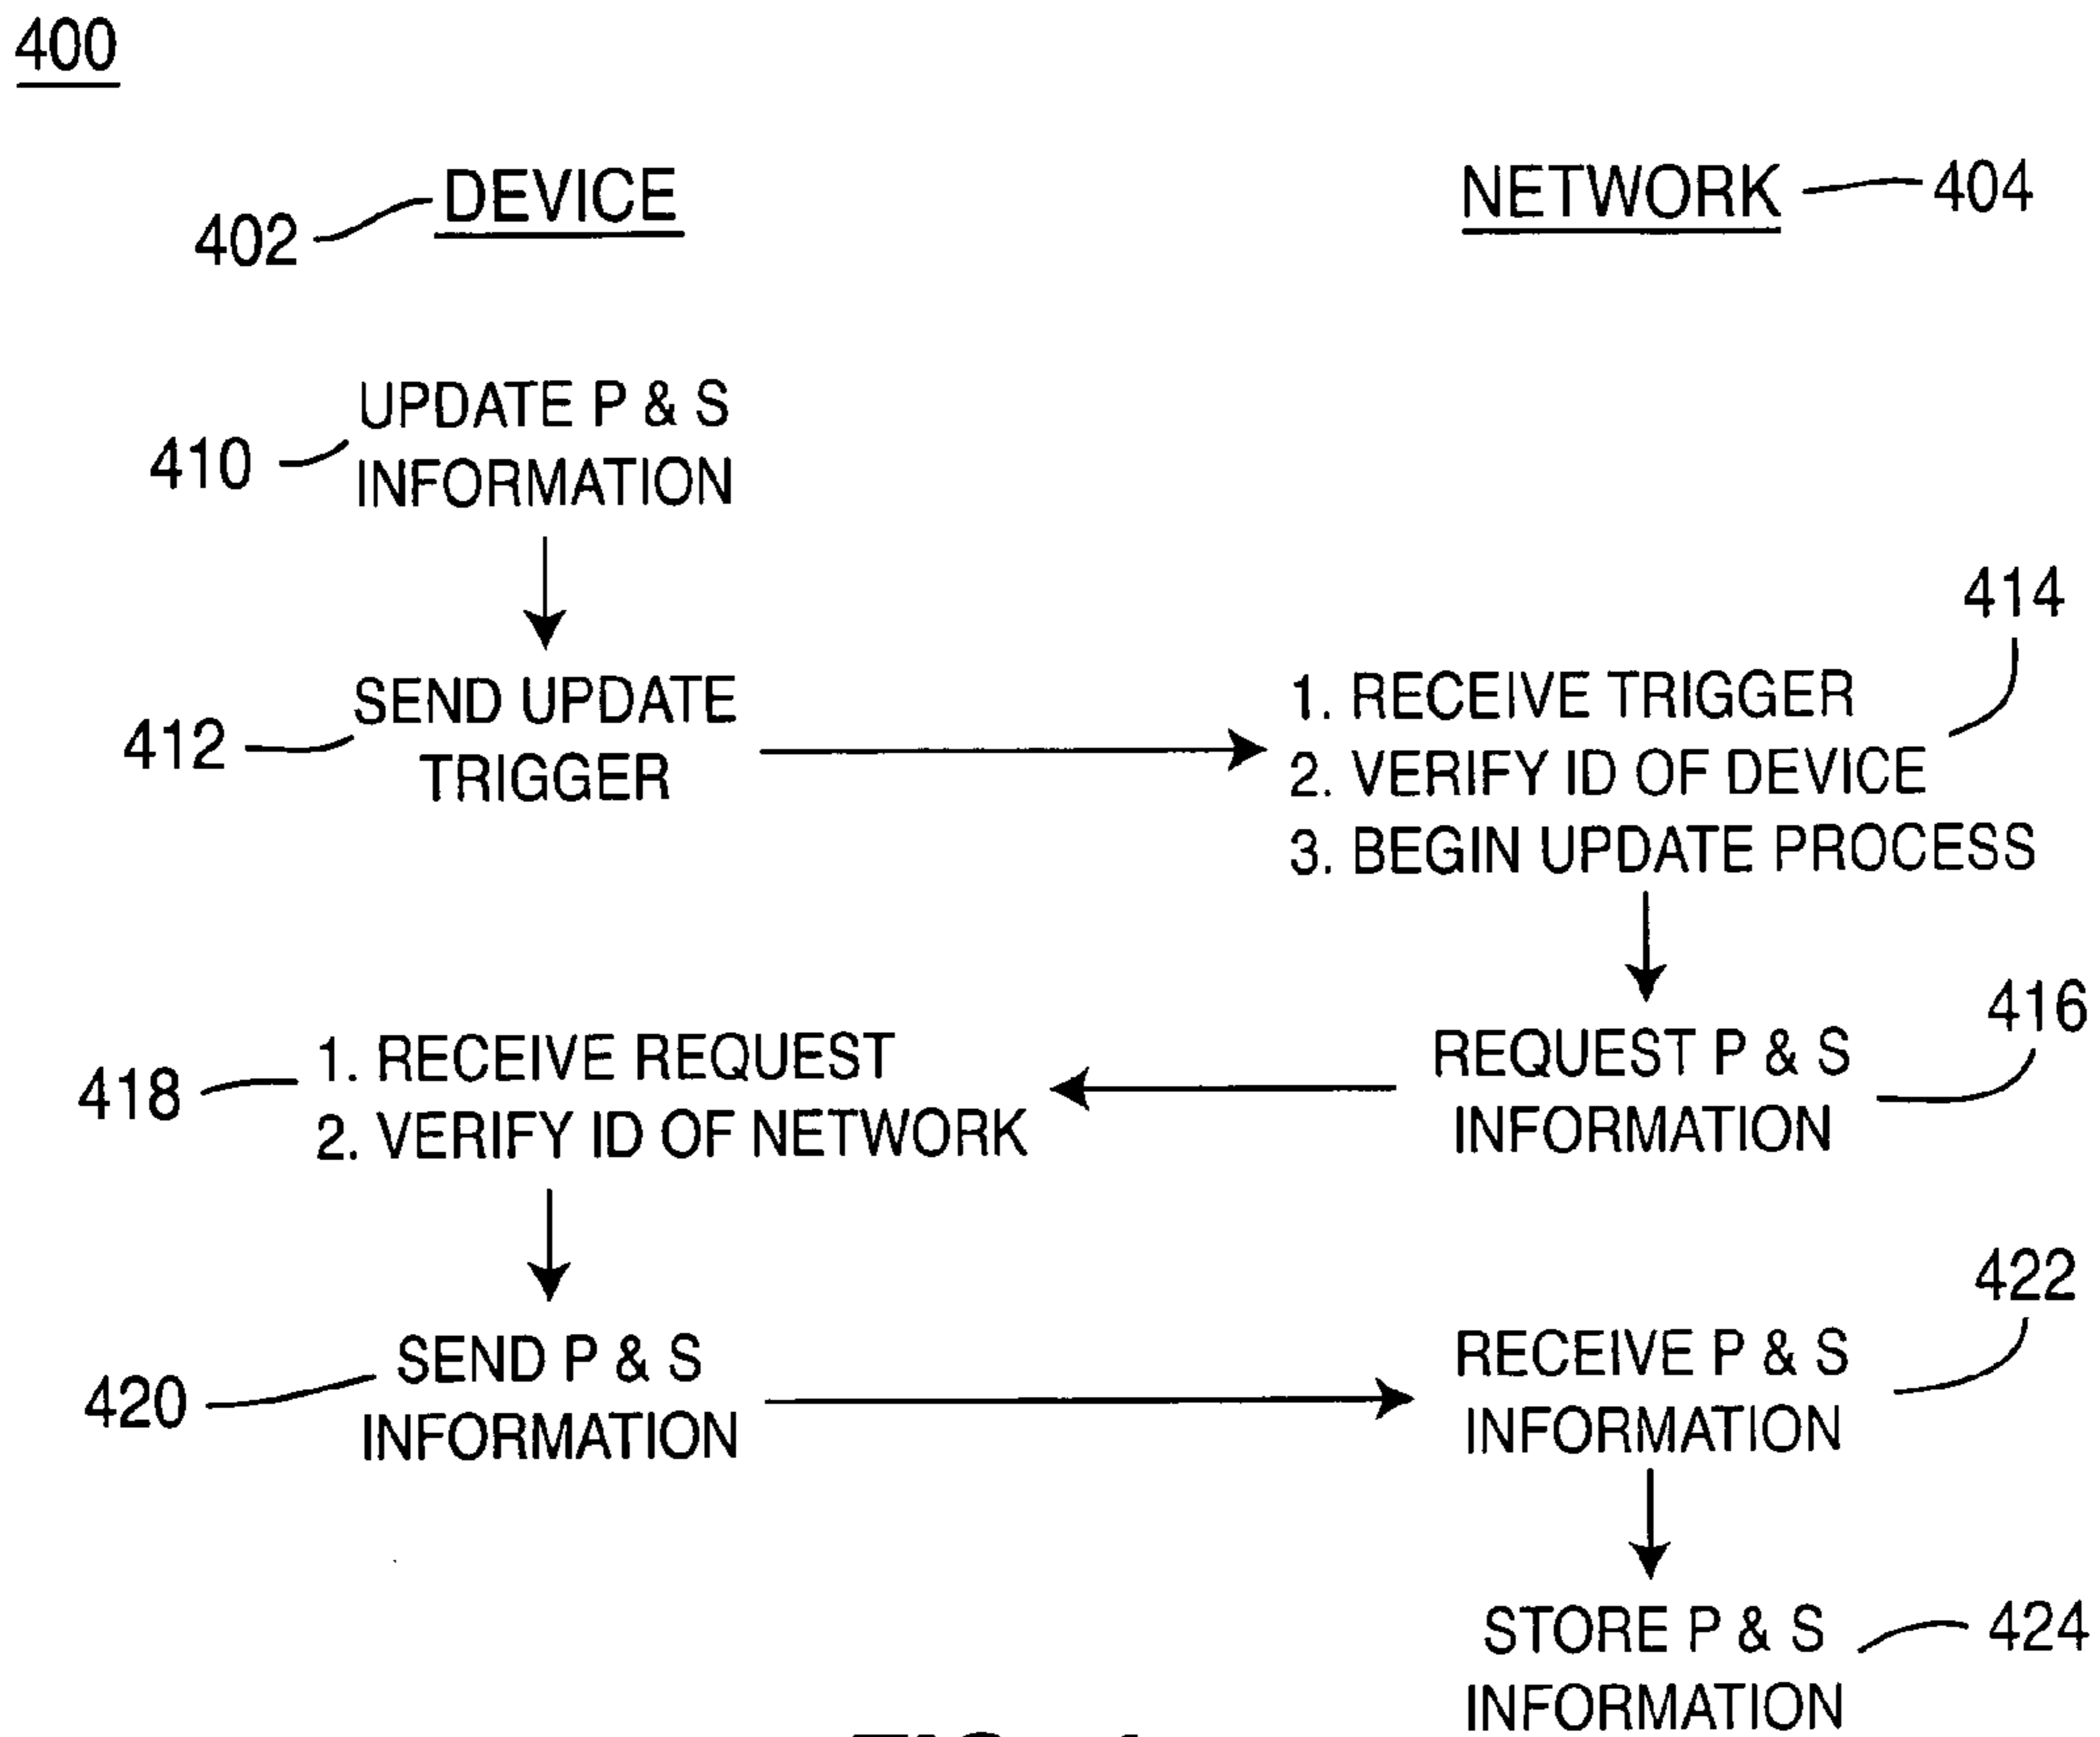 400
402 DEVICE
NETWORK 404
410 UPDATE P & S
INFORMATION
412 SEND UPDATE
TRIGGER
414
1. RECEIVE TRIGGER
2. VERIFY ID OF DEVICE
3. BEGIN UPDATE PROCESS
416
REQUEST P & S
INFORMATION
418 1. RECEIVE REQUEST
2. VERIFY ID OF NETWORK
420 SEND P & S
INFORMATION
422
RECEIVE P & S
INFORMATION
STORE P & S 424
INFORMATION